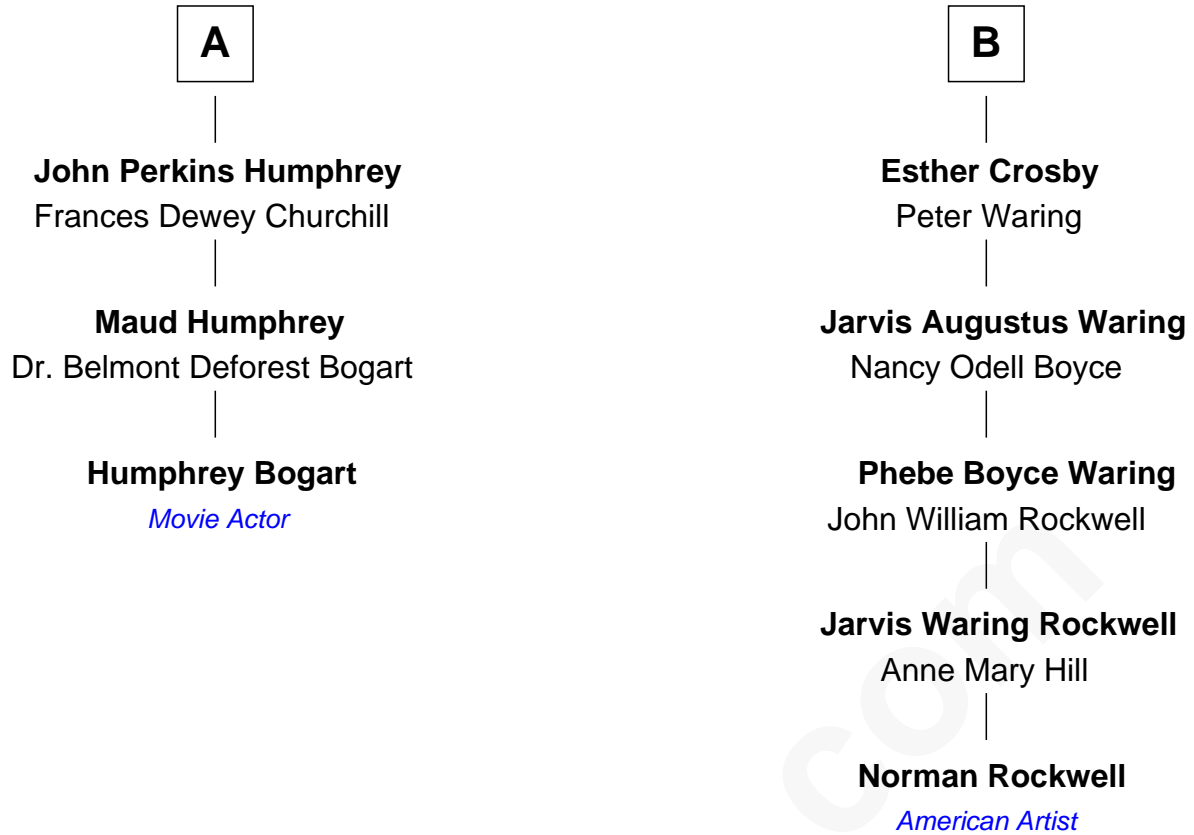 A
John Perkins Humphrey
Frances Dewey Churchill
Maud Humphrey
Dr. Belmont Deforest Bogart
Humphrey Bogart
Movie Actor
B
Esther Crosby
Peter Waring
Jarvis Augustus Waring
Nancy Odell Boyce
Phebe Boyce Waring
John William Rockwell
Jarvis Waring Rockwell
Anne Mary Hill
Norman Rockwell
American Artist
com